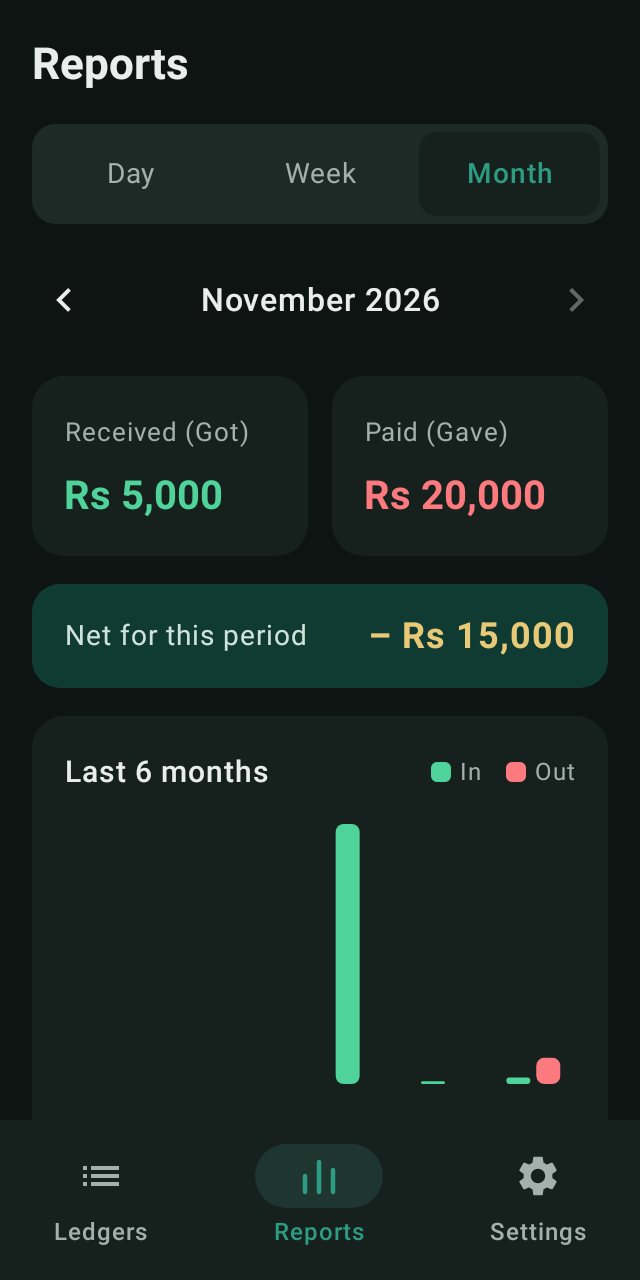 Reports
Day Week Month
November 2026
Received (Got) Paid (Gave)
Rs 5,000 Rs 20,000
Net for this period – Rs 15,000
Last 6 months In Out
Ledgers Reports Settings